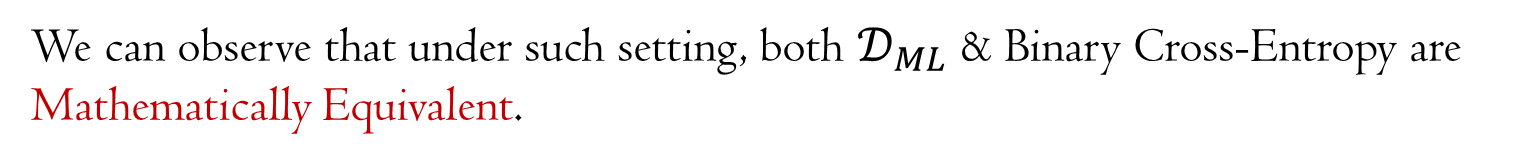 We can observe that under such setting, both 𝒟_ML & Binary Cross-Entropy are
Mathematically Equivalent.